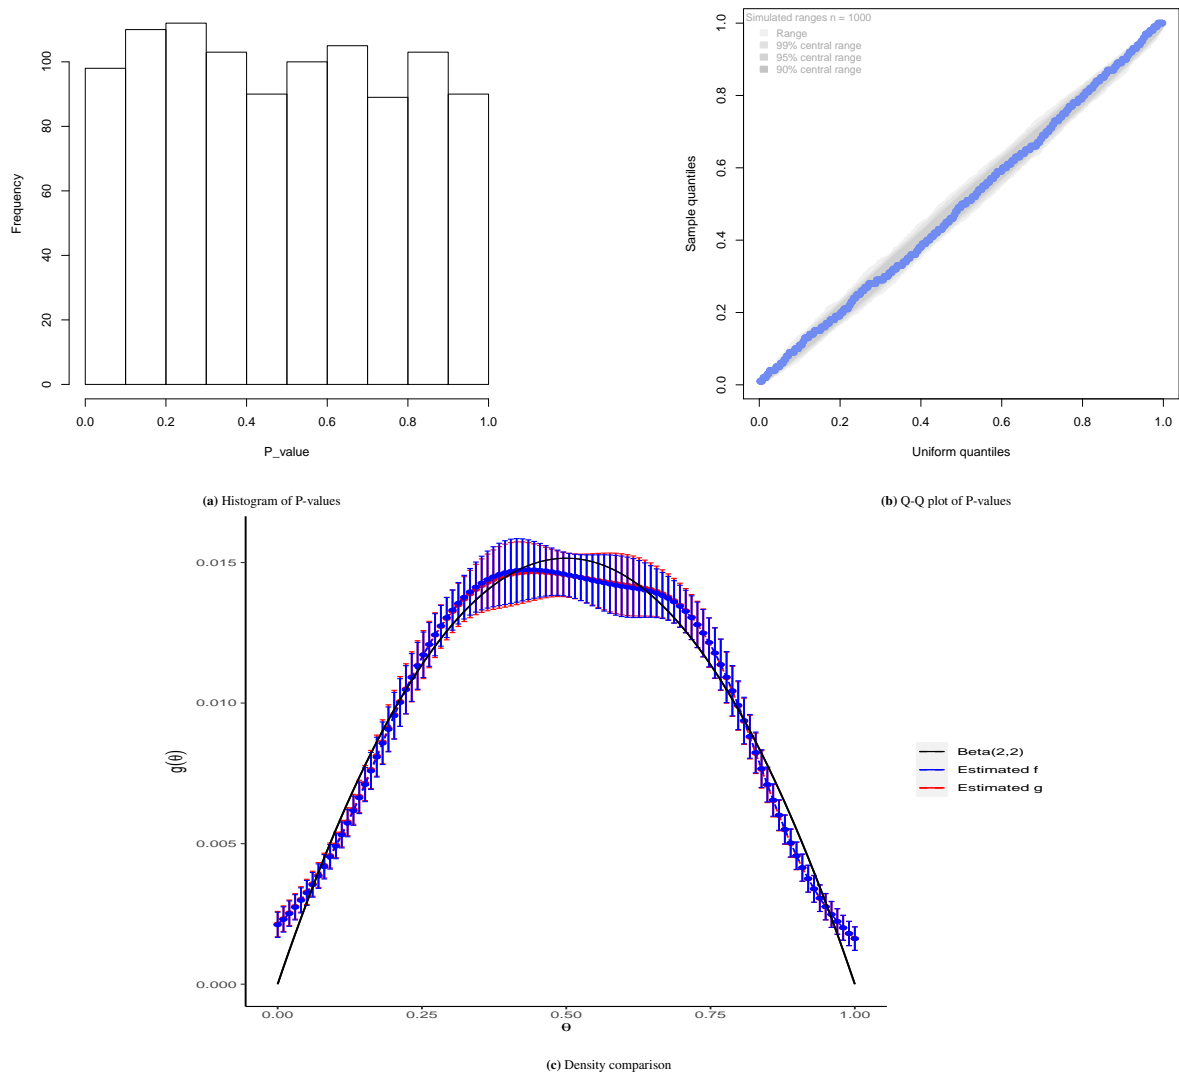 Frequency
0
20
40
60
80
100
0.0 0.2 0.4 0.6 0.8 1.0
P_value
(a) Histogram of P-values
Simulated ranges n = 1000
Range
99% central range
95% central range
90% central range
Sample quantiles
0.0
0.2
0.4
0.6
0.8
1.0
0.0 0.2 0.4 0.6 0.8 1.0
Uniform quantiles
(b) Q-Q plot of P-values
g(θ)
0.015
0.010
0.005
0.000
0.00 0.25 0.50 0.75 1.00
Θ
Beta(2,2)
Estimated f
Estimated g
(c) Density comparison